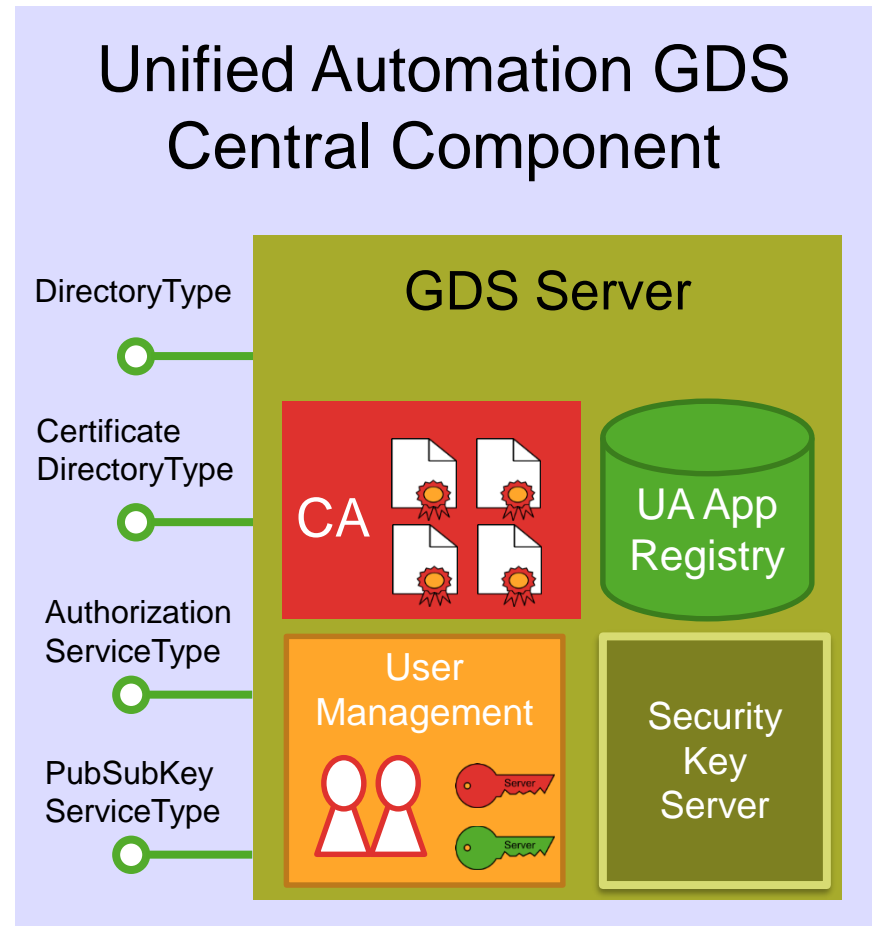 Unified Automation GDS
Central Component
GDS Server
DirectoryType
Certificate
DirectoryType
CA
UA App
Registry
Authorization
ServiceType
User
Management
Server
Server
Security
Key
Server
PubSubKey
ServiceType